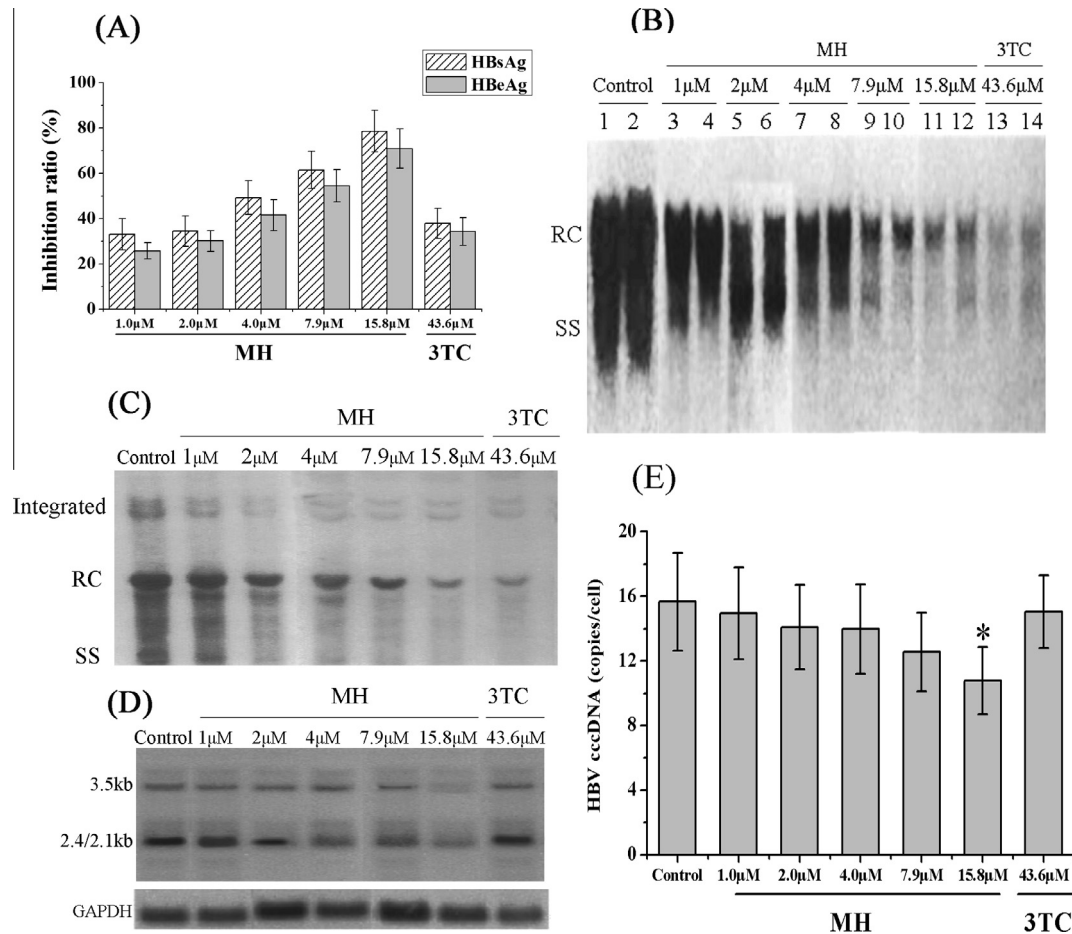 (A)
HBsAg
HBeAg
Inhibition ratio (%)
100
80
60
40
20
0
1.0μM 2.0μM 4.0μM 7.9μM 15.8μM 43.6μM
MH 3TC
(B)
MH 3TC
Control 1μM 2μM 4μM 7.9μM 15.8μM 43.6μM
1 2 3 4 5 6 7 8 9 10 11 12 13 14
RC
SS
(C)
MH 3TC
Control 1μM 2μM 4μM 7.9μM 15.8μM 43.6μM
Integrated
RC
SS
(D)
MH 3TC
Control 1μM 2μM 4μM 7.9μM 15.8μM 43.6μM
3.5kb
2.4/2.1kb
GAPDH
(E)
HBV cccDNA (copies/cell)
20
16
12
8
4
0
*
Control 1.0μM 2.0μM 4.0μM 7.9μM 15.8μM 43.6μM
MH 3TC